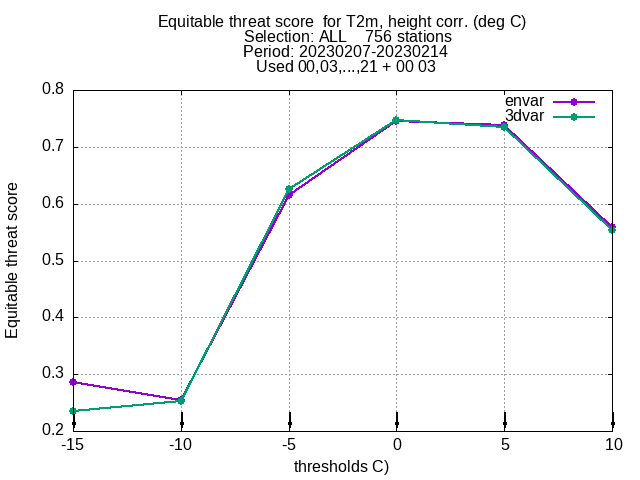 Equitable threat score  for T2m, height corr. (deg C)
Selection: ALL    756 stations
Period: 20230207-20230214
Used 00,03,...,21 + 00 03
envar
3dvar
0.8
0.7
0.6
0.5
0.4
0.3
0.2
Equitable threat score
-15 -10 -5 0 5 10
thresholds C)